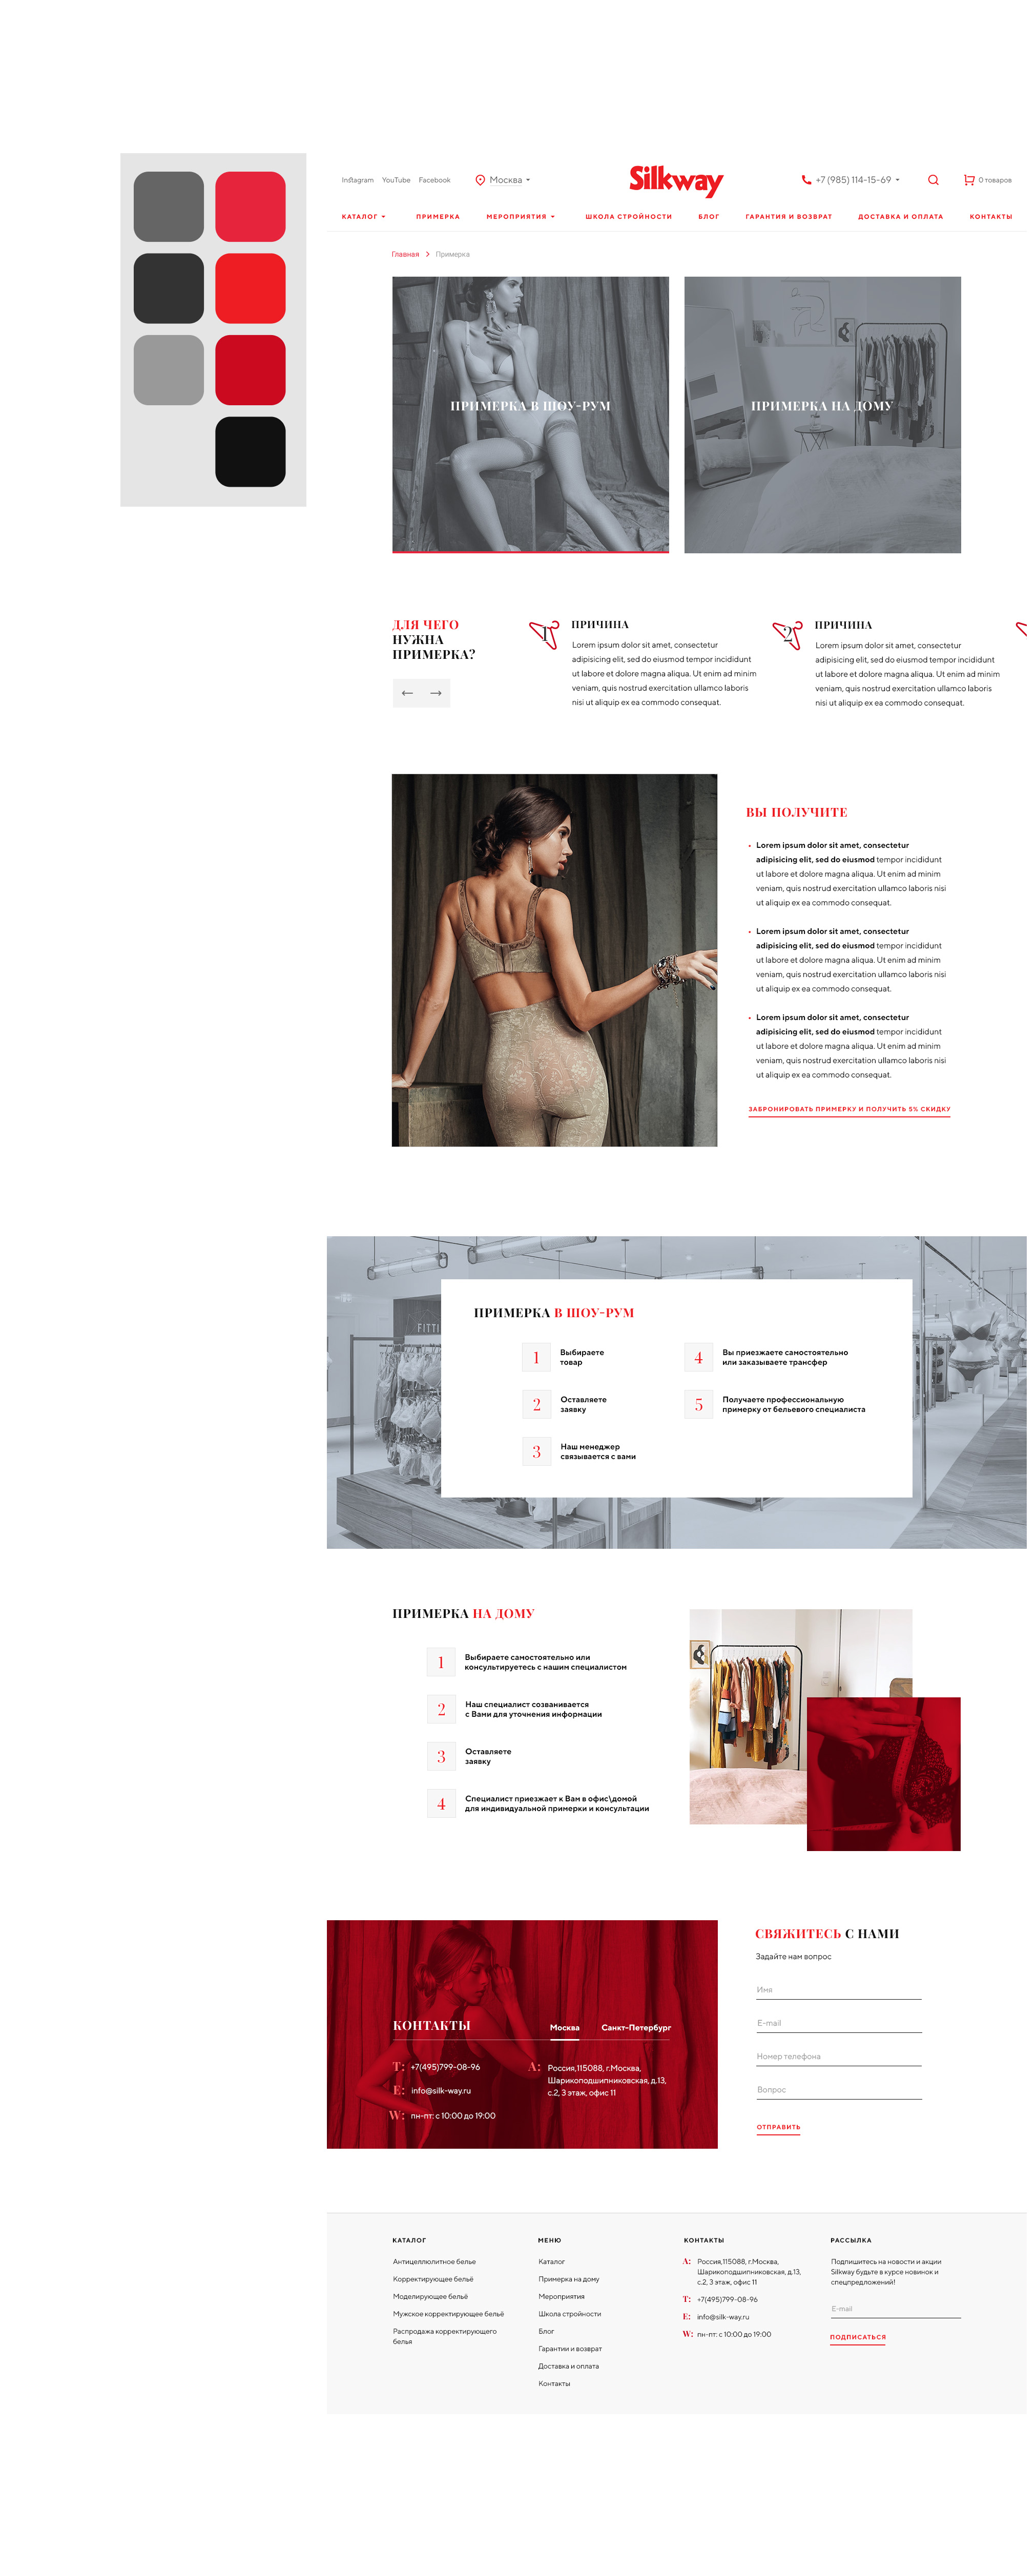 Instagram YouTube Facebook Москва Silkway +7 (985) 114-15-69 0 товаров
КАТАЛОГ ПРИМЕРКА МЕРОПРИЯТИЯ ШКОЛА СТРОЙНОСТИ БЛОГ ГАРАНТИЯ И ВОЗВРАТ ДОСТАВКА И ОПЛАТА КОНТАКТЫ
Главная Примерка
ПРИМЕРКА В ШОУ-РУМ
ПРИМЕРКА НА ДОМУ
ДЛЯ ЧЕГО
НУЖНА
ПРИМЕРКА?
1
ПРИЧИНА
Lorem ipsum dolor sit amet, consectetur
adipisicing elit, sed do eiusmod tempor incididunt
ut labore et dolore magna aliqua. Ut enim ad minim
veniam, quis nostrud exercitation ullamco laboris
nisi ut aliquip ex ea commodo consequat.
2
ПРИЧИНА
Lorem ipsum dolor sit amet, consectetur
adipisicing elit, sed do eiusmod tempor incididunt
ut labore et dolore magna aliqua. Ut enim ad minim
veniam, quis nostrud exercitation ullamco laboris
nisi ut aliquip ex ea commodo consequat.
ВЫ ПОЛУЧИТЕ
Lorem ipsum dolor sit amet, consectetur
adipisicing elit, sed do eiusmod tempor incididunt
ut labore et dolore magna aliqua. Ut enim ad minim
veniam, quis nostrud exercitation ullamco laboris nisi
ut aliquip ex ea commodo consequat.
Lorem ipsum dolor sit amet, consectetur
adipisicing elit, sed do eiusmod tempor incididunt
ut labore et dolore magna aliqua. Ut enim ad minim
veniam, quis nostrud exercitation ullamco laboris nisi
ut aliquip ex ea commodo consequat.
Lorem ipsum dolor sit amet, consectetur
adipisicing elit, sed do eiusmod tempor incididunt
ut labore et dolore magna aliqua. Ut enim ad minim
veniam, quis nostrud exercitation ullamco laboris nisi
ut aliquip ex ea commodo consequat.
ЗАБРОНИРОВАТЬ ПРИМЕРКУ И ПОЛУЧИТЬ 5% СКИДКУ
FITTI
ПРИМЕРКА В ШОУ-РУМ
1
Выбираете
товар
2
Оставляете
заявку
3
Наш менеджер
связывается с вами
4
Вы приезжаете самостоятельно
или заказываете трансфер
5
Получаете профессиональную
примерку от бельевого специалиста
ПРИМЕРКА НА ДОМУ
1
Выбираете самостоятельно или
консультируетесь с нашим специалистом
2
Наш специалист созванивается
с Вами для уточнения информации
3
Оставляете
заявку
4
Специалист приезжает к Вам в офис\домой
для индивидуальной примерки и консультации
КОНТАКТЫ
Москва Санкт-Петербург
T: +7(495)799-08-96
E: info@silk-way.ru
W: пн-пт: с 10:00 до 19:00
A: Россия,115088, г.Москва,
Шарикоподшипниковская, д.13,
с.2, 3 этаж, офис 11
СВЯЖИТЕСЬ С НАМИ
Задайте нам вопрос
Имя
E-mail
Номер телефона
Вопрос
ОТПРАВИТЬ
КАТАЛОГ
Антицеллюлитное белье
Корректирующее бельё
Моделирующее бельё
Мужское корректирующее бельё
Распродажа корректирующего
белья
МЕНЮ
Каталог
Примерка на дому
Мероприятия
Школа стройности
Блог
Гарантии и возврат
Доставка и оплата
Контакты
КОНТАКТЫ
A: Россия,115088, г.Москва,
Шарикоподшипниковская, д.13,
с.2, 3 этаж, офис 11
T: +7(495)799-08-96
E: info@silk-way.ru
W: пн-пт: с 10:00 до 19:00
РАССЫЛКА
Подпишитесь на новости и акции
Silkway будьте в курсе новинок и
спецпредложений!
E-mail
ПОДПИСАТЬСЯ